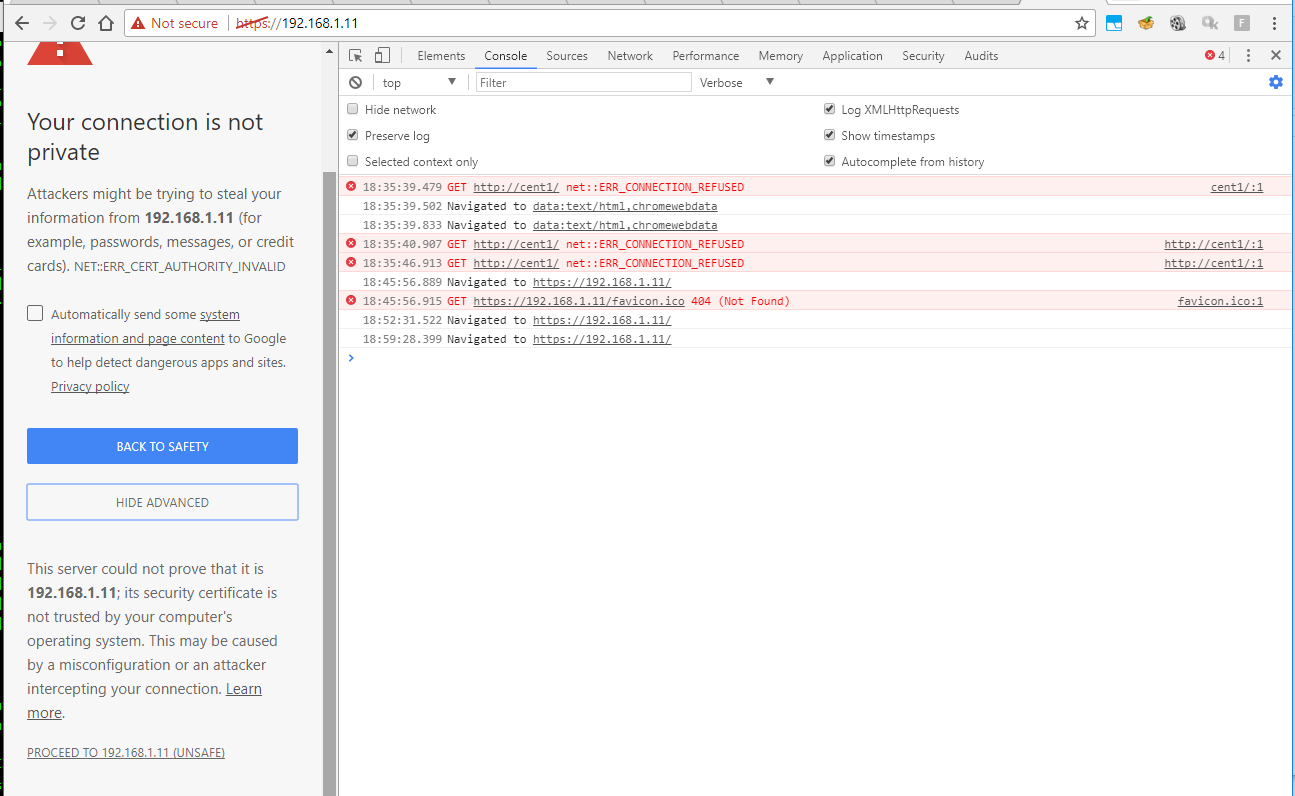 Not secure | https://192.168.1.11
F
Your connection is not
private
Attackers might be trying to steal your
information from 192.168.1.11 (for
example, passwords, messages, or credit
cards). NET::ERR_CERT_AUTHORITY_INVALID
Automatically send some system
information and page content to Google
to help detect dangerous apps and sites.
Privacy policy
BACK TO SAFETY
HIDE ADVANCED
This server could not prove that it is
192.168.1.11; its security certificate is
not trusted by your computer's
operating system. This may be caused
by a misconfiguration or an attacker
intercepting your connection. Learn
more.
PROCEED TO 192.168.1.11 (UNSAFE)
Elements Console Sources Network Performance Memory Application Security Audits 4
top Filter Verbose
Hide network Log XMLHttpRequests
Preserve log Show timestamps
Selected context only Autocomplete from history
18:35:39.479 GET http://cent1/ net::ERR_CONNECTION_REFUSED cent1/:1
18:35:39.502 Navigated to data:text/html,chromewebdata
18:35:39.833 Navigated to data:text/html,chromewebdata
18:35:40.907 GET http://cent1/ net::ERR_CONNECTION_REFUSED http://cent1/:1
18:35:46.913 GET http://cent1/ net::ERR_CONNECTION_REFUSED http://cent1/:1
18:45:56.889 Navigated to https://192.168.1.11/
18:45:56.915 GET https://192.168.1.11/favicon.ico 404 (Not Found) favicon.ico:1
18:52:31.522 Navigated to https://192.168.1.11/
18:59:28.399 Navigated to https://192.168.1.11/